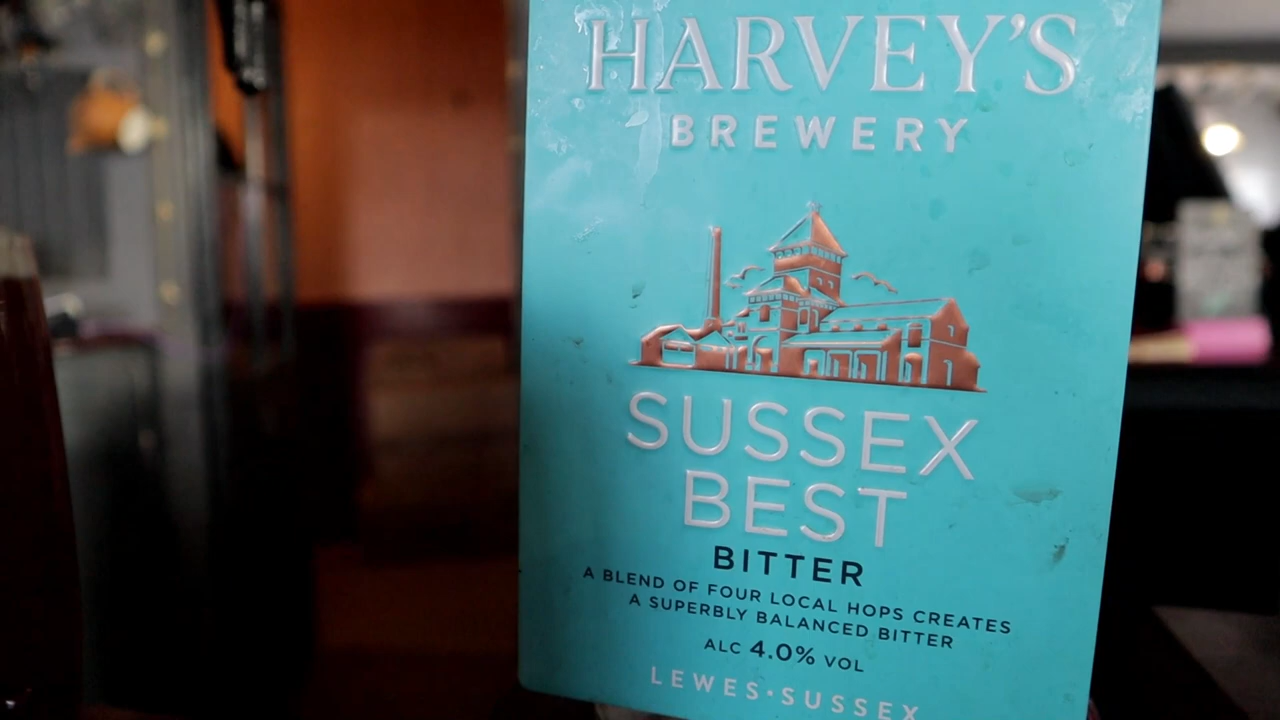 HARVEY'S
BREWERY
SUSSEX
BEST
BITTER
A BLEND OF FOUR LOCAL HOPS CREATES
A SUPERBLY BALANCED BITTER
ALC 4.0% VOL
LEWES·SUSSEX